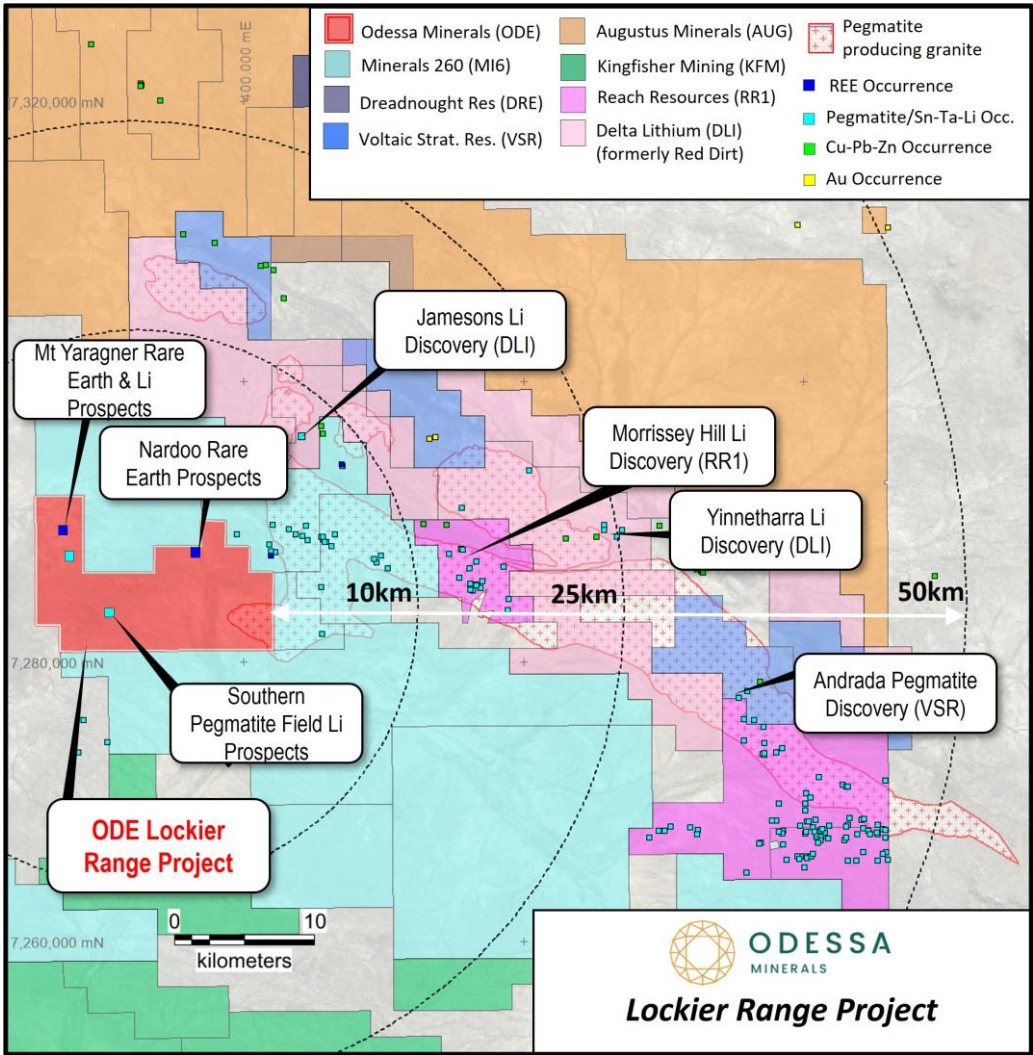 Odessa Minerals (ODE)
Minerals 260 (MI6)
Dreadnought Res (DRE)
Voltaic Strat. Res. (VSR)
Augustus Minerals (AUG)
Kingfisher Mining (KFM)
Reach Resources (RR1)
Delta Lithium (DLI)
(formerly Red Dirt)
Pegmatite
producing granite
REE Occurrence
Pegmatite/Sn-Ta-Li Occ.
Cu-Pb-Zn Occurrence
Au Occurrence
400,000 mE
7,320,000 mN
Jamesons Li
Discovery (DLI)
Mt Yaragner Rare
Earth & Li
Prospects
Nardoo Rare
Earth Prospects
Morrissey Hill Li
Discovery (RR1)
Yinnetharra Li
Discovery (DLI)
10km
25km
50km
7,280,000 mN
Southern
Pegmatite Field Li
Prospects
Andrada Pegmatite
Discovery (VSR)
ODE Lockier
Range Project
0 10
kilometers
7,260,000 mN
ODESSA
MINERALS
Lockier Range Project